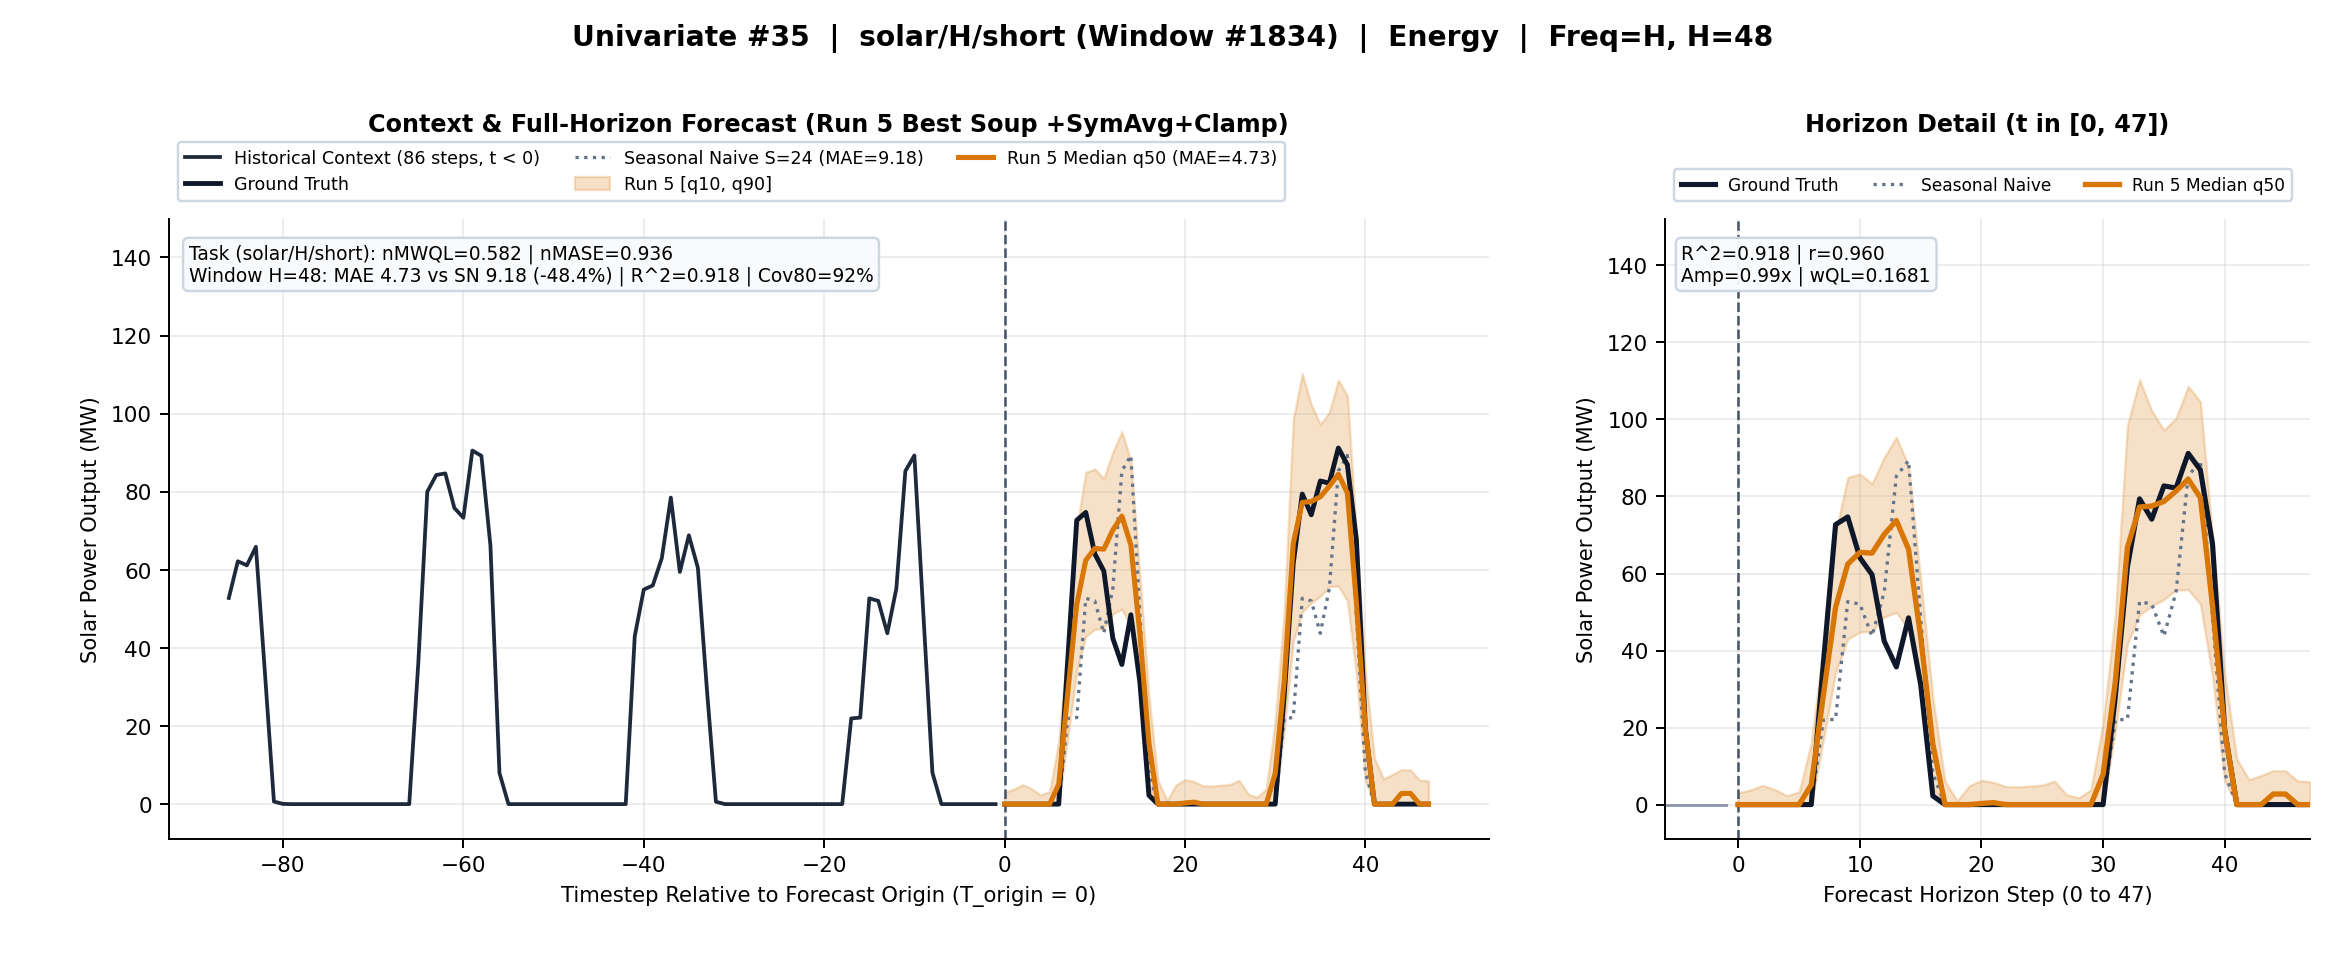 Univariate #35 | solar/H/short (Window #1834) | Energy | Freq=H, H=48
Context & Full-Horizon Forecast (Run 5 Best Soup +SymAvg+Clamp)
Historical Context (86 steps, t < 0)
Ground Truth
Seasonal Naive S=24 (MAE=9.18)
Run 5 [q10, q90]
Run 5 Median q50 (MAE=4.73)
Task (solar/H/short): nMWQL=0.582 | nMASE=0.936
Window H=48: MAE 4.73 vs SN 9.18 (-48.4%) | R^2=0.918 | Cov80=92%
Solar Power Output (MW)
140
120
100
80
60
40
20
0
−80
−60
−40
−20
0
20
40
Timestep Relative to Forecast Origin (T_origin = 0)
Horizon Detail (t in [0, 47])
Ground Truth
Seasonal Naive
Run 5 Median q50
R^2=0.918 | r=0.960
Amp=0.99x | wQL=0.1681
Solar Power Output (MW)
140
120
100
80
60
40
20
0
0
10
20
30
40
Forecast Horizon Step (0 to 47)